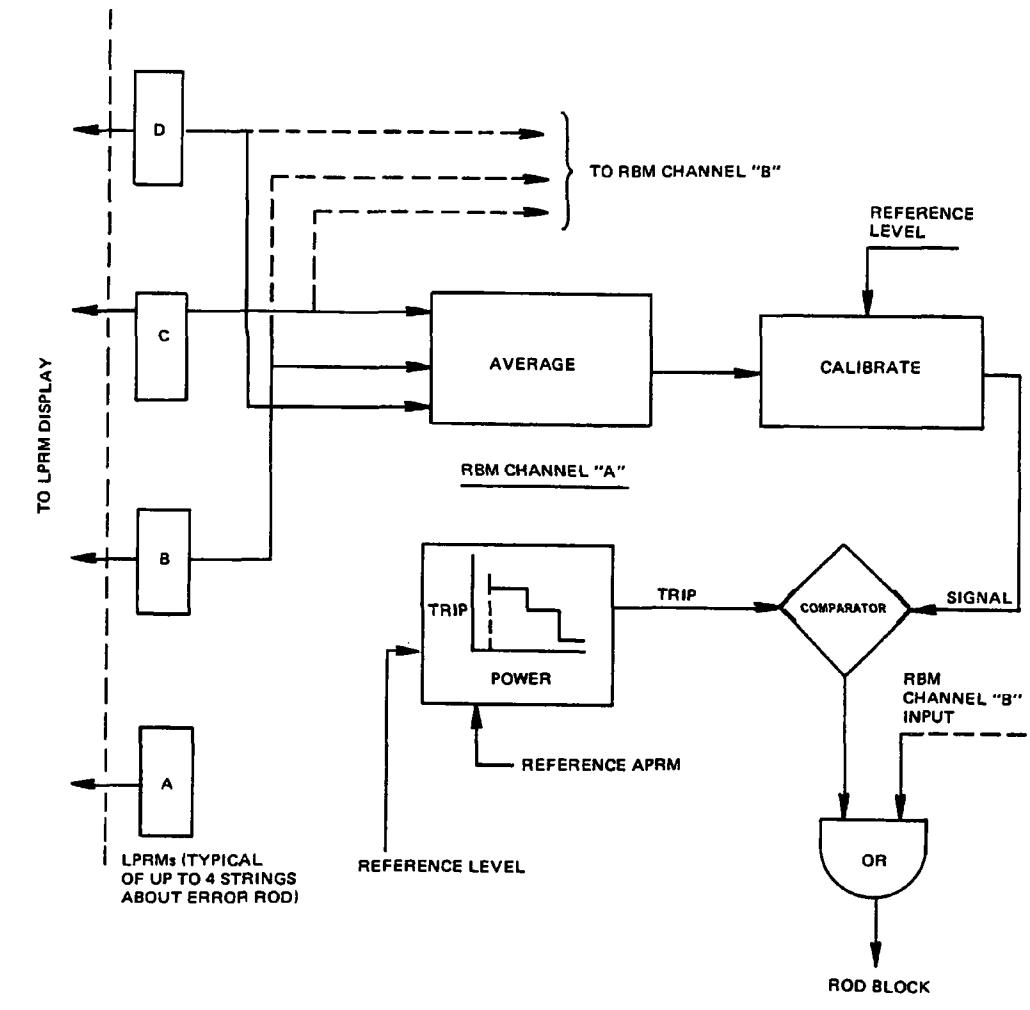 D
TO RBM CHANNEL "B"
REFERENCE
LEVEL
C
AVERAGE
CALIBRATE
TO LPRM DISPLAY
RBM CHANNEL "A"
B
TRIP
POWER
TRIP
COMPARATOR
SIGNAL
RBM
CHANNEL "B"
INPUT
REFERENCE APRM
A
LPRMs (TYPICAL
OF UP TO 4 STRINGS
ABOUT ERROR ROD)
REFERENCE LEVEL
OR
ROD BLOCK